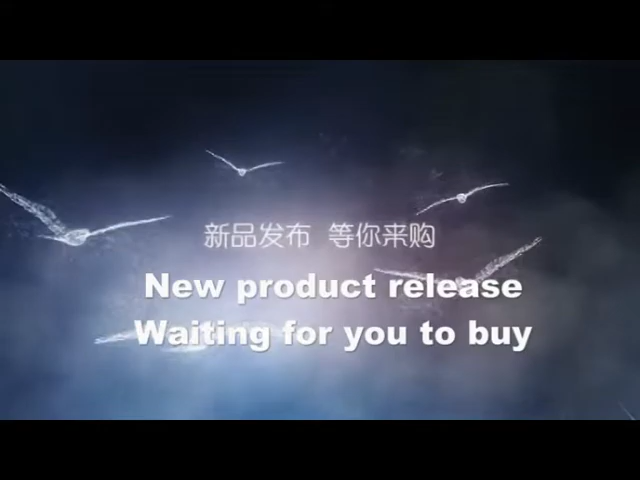 新品发布 等你来购
New product release
Waiting for you to buy